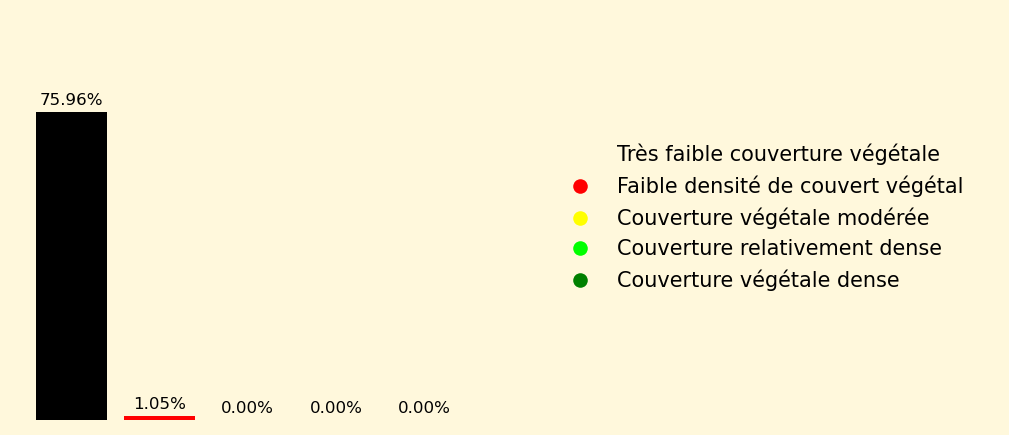 75.96%
1.05%
0.00%
0.00%
0.00%
Très faible couverture végétale
Faible densité de couvert végétal
Couverture végétale modérée
Couverture relativement dense
Couverture végétale dense